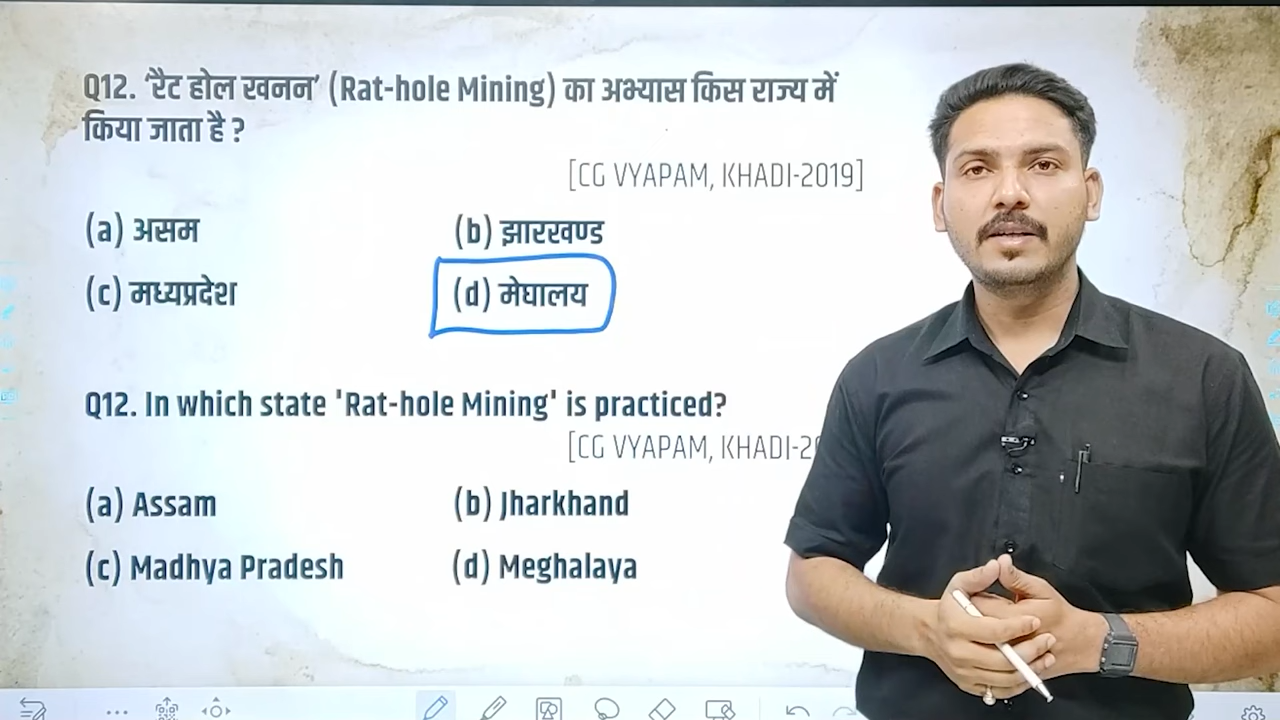 Q12. ‘रैट होल खनन’ (Rat-hole Mining) का अभ्यास किस राज्य में
किया जाता है ?
[CG VYAPAM, KHADI-2019]
(a) असम (b) झारखण्ड
(c) मध्यप्रदेश (d) मेघालय
Q12. In which state 'Rat-hole Mining' is practiced?
[CG VYAPAM, KHADI-20
(a) Assam (b) Jharkhand
(c) Madhya Pradesh (d) Meghalaya